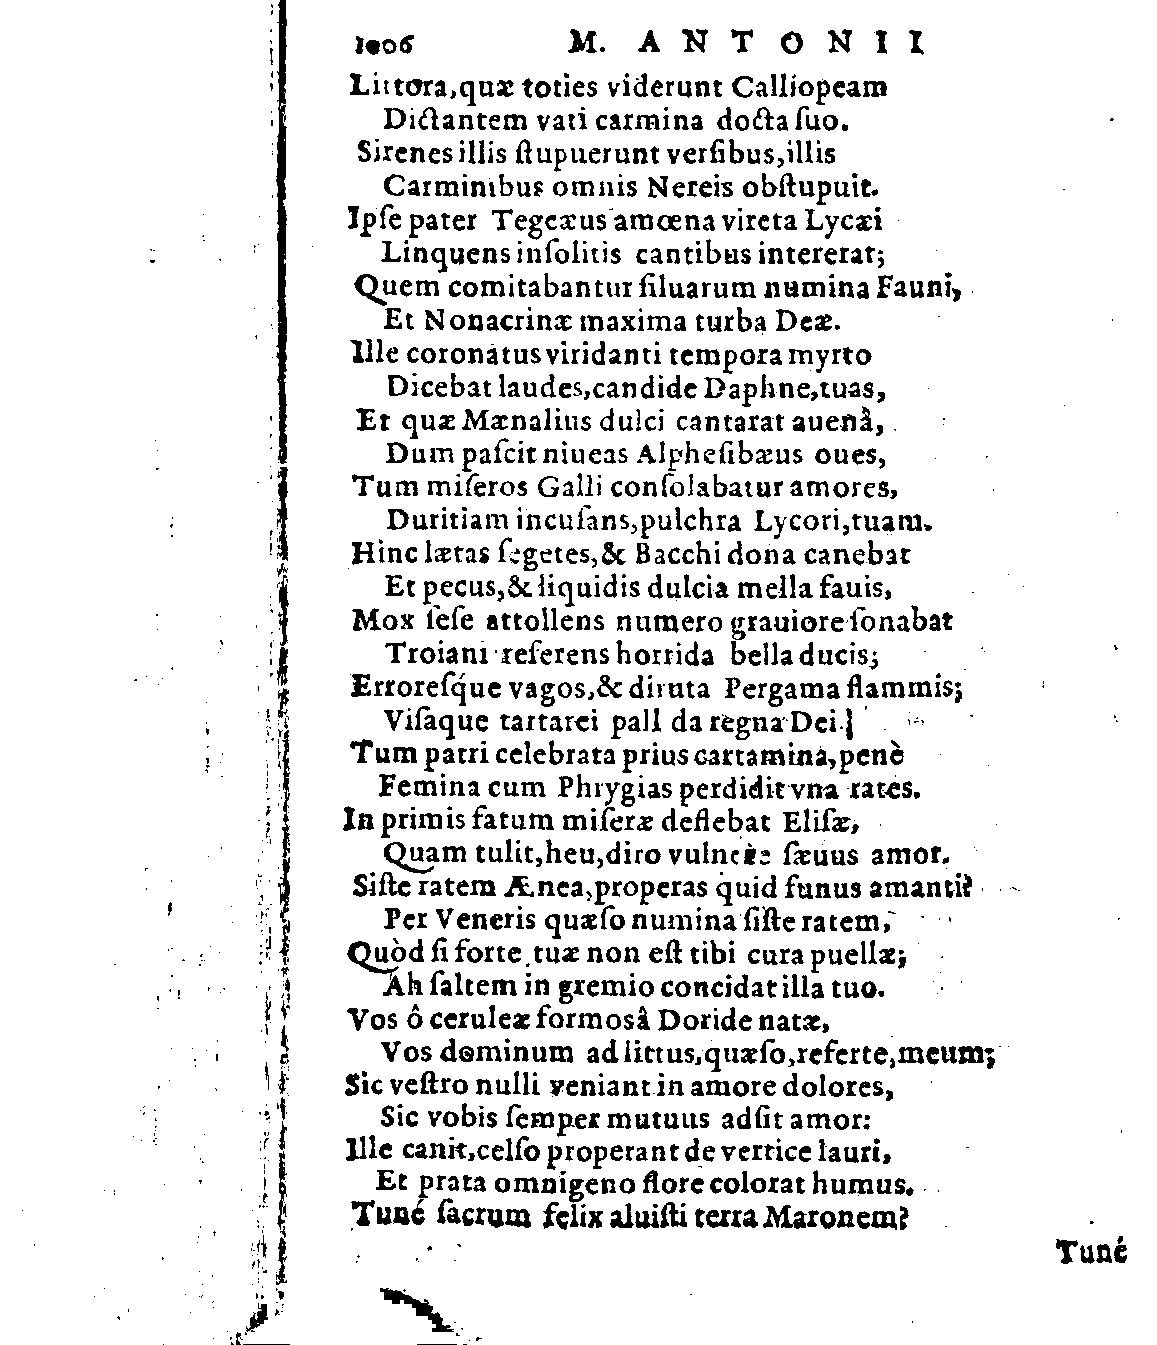 1006 M. ANTONII
Littora,quæ toties viderunt Calliopeam
Dictantem vati carmina docta ſuo.
Sirenes illis ſtupuerunt verſibus,illis
Carminibus omnis Nereis obſtupuit.
Ipſe pater Tegeæus amœna vireta Lycæi
Linquens inſolitis cantibus intererat;
Quem comitabantur ſiluarum numina Fauni,
Et Nonacrinæ maxima turba Deæ.
Ille coronatus viridanti tempora myrto
Dicebat laudes,candide Daphne,tuas,
Et quæ Mænalius dulci cantarat auenâ,
Dum paſcit niueas Alpheſibæus oues,
Tum miſeros Galli conſolabatur amores,
Duritiam incuſans,pulchra Lycori,tuam.
Hinc lætas ſegetes,& Bacchi dona canebat
Et pecus,& liquidis dulcia mella fauis,
Mox ſeſe attollens numero grauiore ſonabat
Troiani referens horrida bella ducis;
Erroreſq́ue vagos,& diruta Pergama flammis;
Viſaque tartarei pall da regna Dei.
Tum patri celebrata prius cartamina,penè
Femina cum Phrygias perdidit vna rates.
In primis fatum miſeræ deflebat Eliſæ,
Quam tulit,heu,diro vulnere ſæuus amor.
Siſte ratem Ænea,properas quid funus amanti?
Per Veneris quæſo numina ſiſte ratem,
Quòd ſi forte tuæ non eſt tibi cura puellæ;
Ah ſaltem in gremio concidat illa tuo.
Vos ô ceruleæ formosâ Doride natæ,
Vos dominum ad littus,quæſo,referte,meum;
Sic veſtro nulli veniant in amore dolores,
Sic vobis ſemper mutuus adſit amor:
Ille canit,celſo properant de vertice lauri,
Et prata omnigeno flore colorat humus.
Tuné ſacrum felix aluiſti terra Maronem?
Tuné